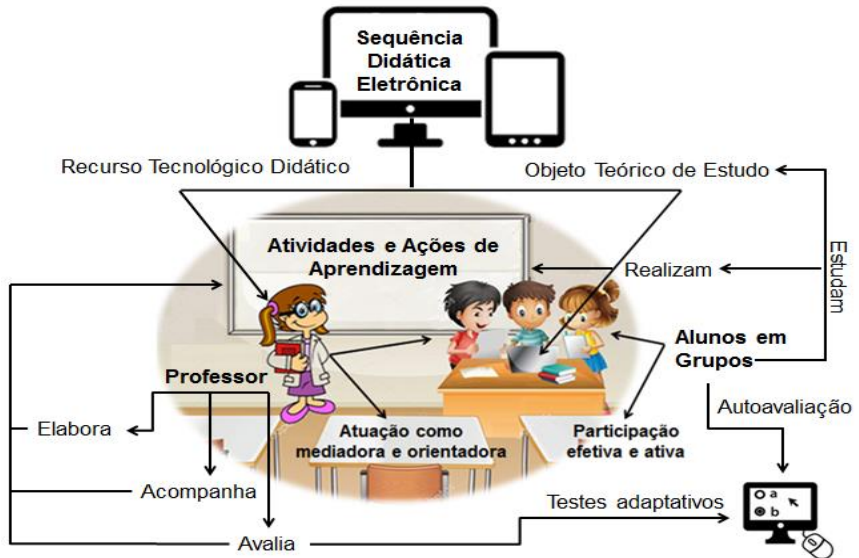 Sequência
Didática
Eletrônica
Recurso Tecnológico Didático
Objeto Teórico de Estudo
Atividades e Ações de
Aprendizagem
Realizam
Estudam
Alunos em
Grupos
Professor
Autoavaliação
Elabora
Atuação como
mediadora e orientadora
Participação
efetiva e ativa
Acompanha
Testes adaptativos
a
b
Avalia